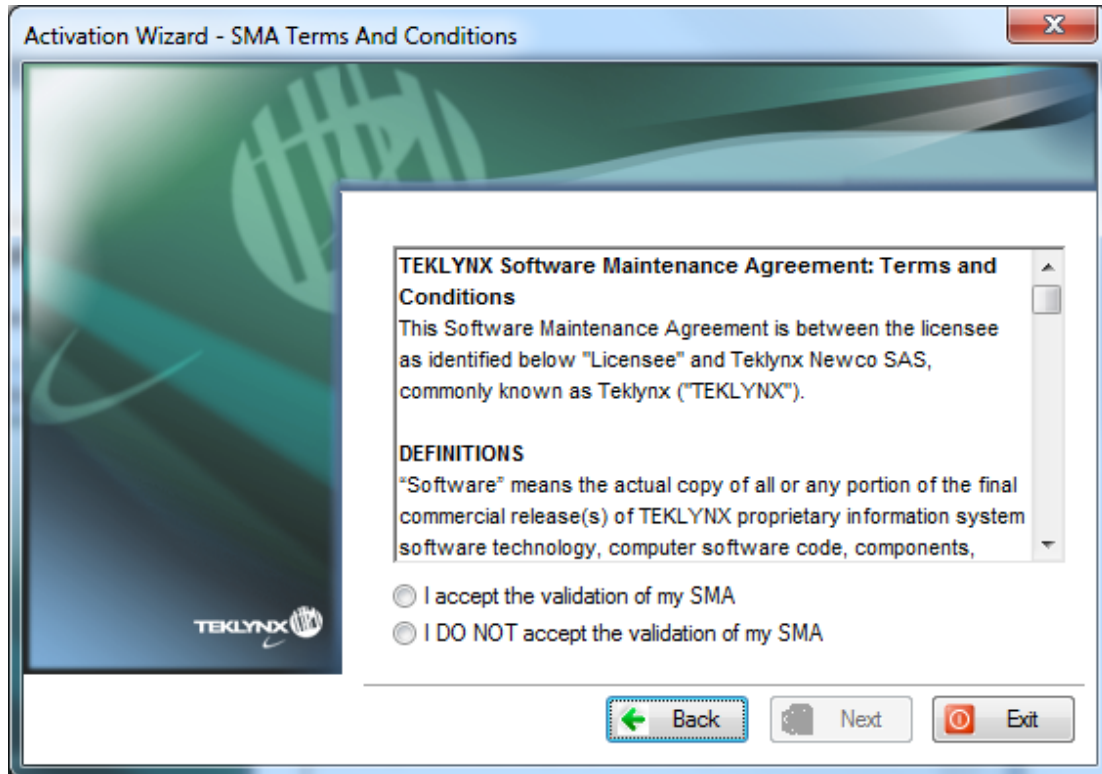 Activation Wizard - SMA Terms And Conditions
TEKLYNX Software Maintenance Agreement: Terms and
Conditions
This Software Maintenance Agreement is between the licensee
as identified below "Licensee" and Teklynx Newco SAS,
commonly known as Teklynx ("TEKLYNX").
DEFINITIONS
“Software” means the actual copy of all or any portion of the final
commercial release(s) of TEKLYNX proprietary information system
software technology, computer software code, components,
I accept the validation of my SMA
I DO NOT accept the validation of my SMA
TEKLYNX
Back
Next
Exit